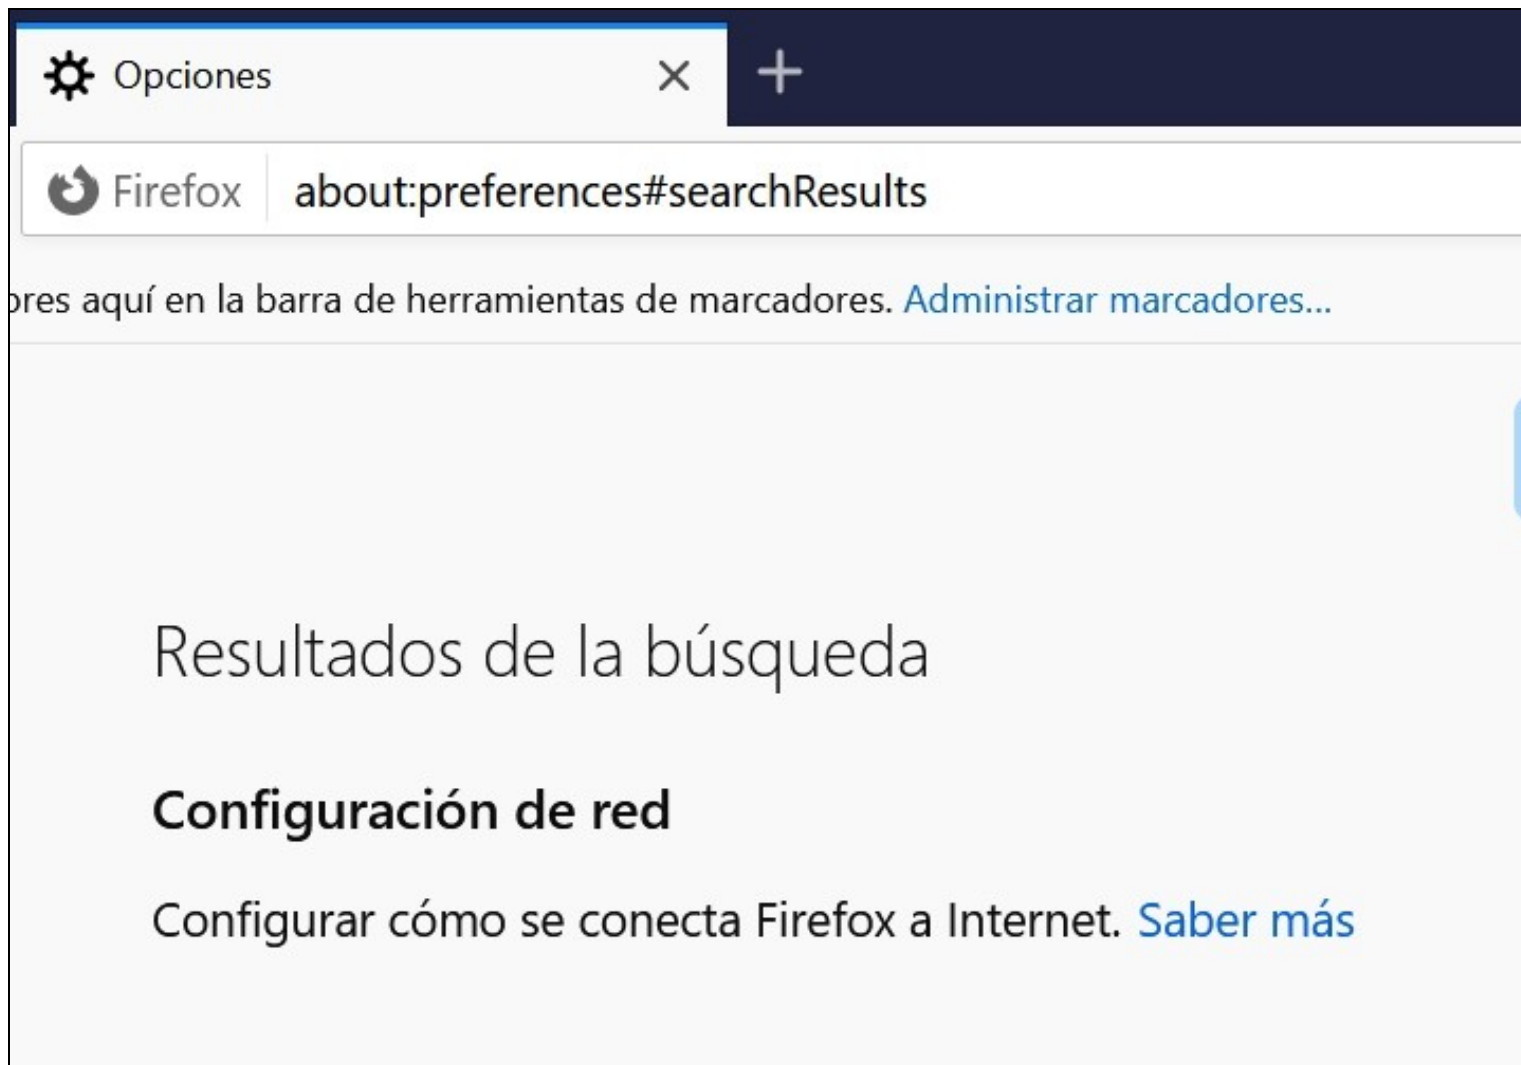 Opciones
Firefox about:preferences#searchResults
aquí en la barra de herramientas de marcadores. Administrar marcadores...
Resultados de la búsqueda
Configuración de red
Configurar cómo se conecta Firefox a Internet. Saber más